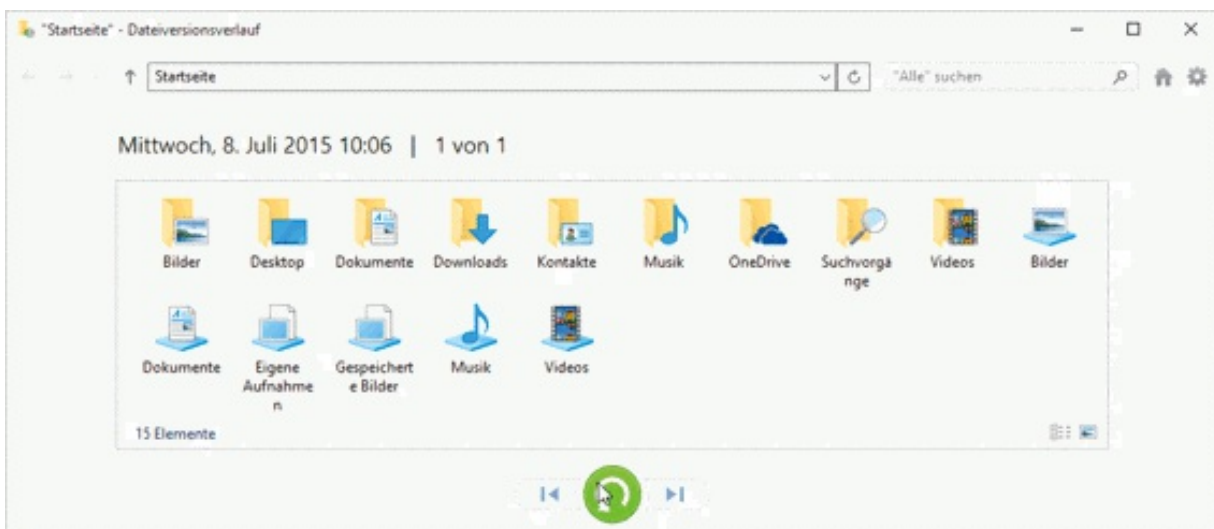 "Startseite" - Dateiversionsverlauf
Startseite
"Alle" suchen
Mittwoch, 8. Juli 2015 10:06 | 1 von 1
Bilder Desktop Dokumente Downloads Kontakte Musik OneDrive Suchvorgä Videos Bilder
nge
Dokumente Eigene Gespeichert Musik Videos
Aufnahme e Bilder
n
15 Elemente